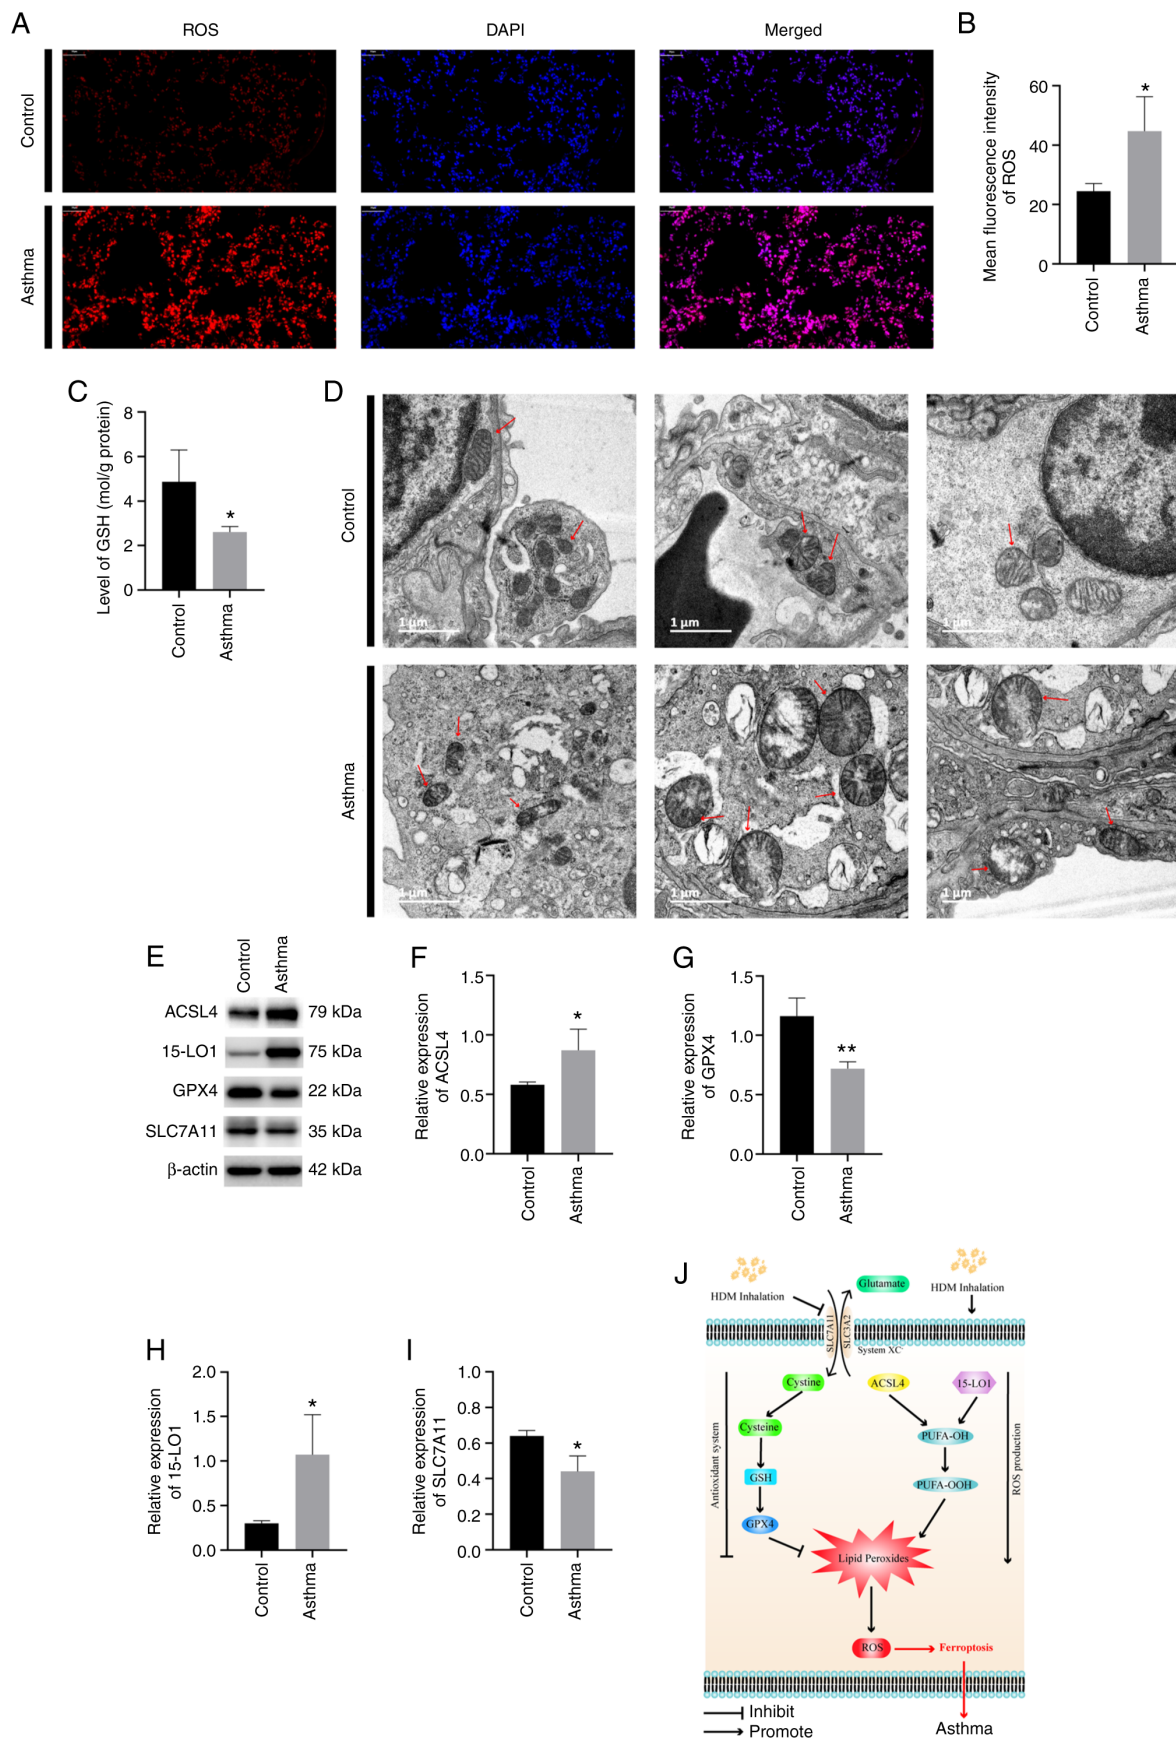 A
ROS
DAPI
Merged
Control
Asthma
B
Mean fluorescence intensity
of ROS
60
40
20
0
*
Control
Asthma
C
Level of GSH (mol/g protein)
8
6
4
2
0
*
Control
Asthma
D
Control
1 µm
1 µm
1 µm
Asthma
1 µm
1 µm
1 µm
E
Control
Asthma
ACSL4
79 kDa
15-LO1
75 kDa
GPX4
22 kDa
SLC7A11
35 kDa
β-actin
42 kDa
F
Relative expression
of ACSL4
1.5
1.0
0.5
0.0
*
Control
Asthma
G
Relative expression
of GPX4
1.5
1.0
0.5
0.0
**
Control
Asthma
H
Relative expression
of 15-LO1
2.0
1.5
1.0
0.5
0.0
*
Control
Asthma
I
Relative expression
of SLC7A11
1.0
0.8
0.6
0.4
0.2
0.0
*
Control
Asthma
J
HDM Inhalation
Glutamate
HDM Inhalation
SLC7A11
SLC3A2
System XC⁻
Cystine
ACSL4
15-LO1
Cysteine
PUFA-OH
GSH
PUFA-OOH
GPX4
Antioxidant system
ROS production
Lipid Peroxides
ROS
Ferroptosis
Inhibit
Promote
Asthma